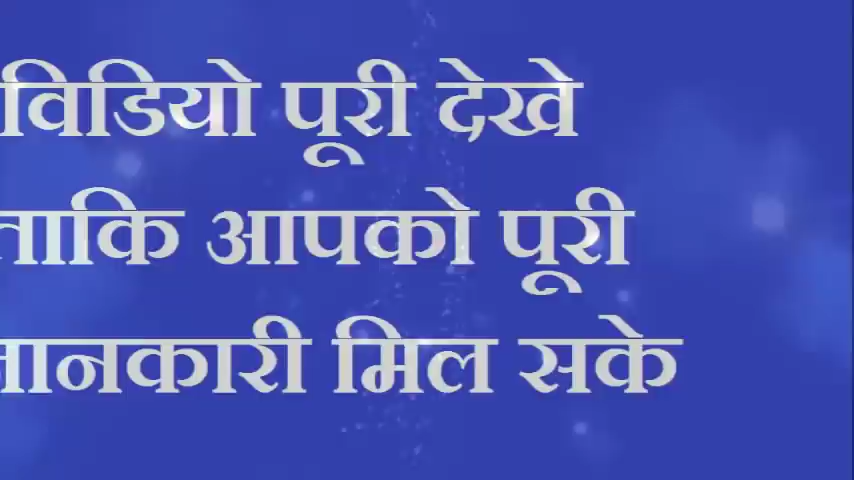 विडियो पूरी देखे
ताकि आपको पूरी
जानकारी मिल सके